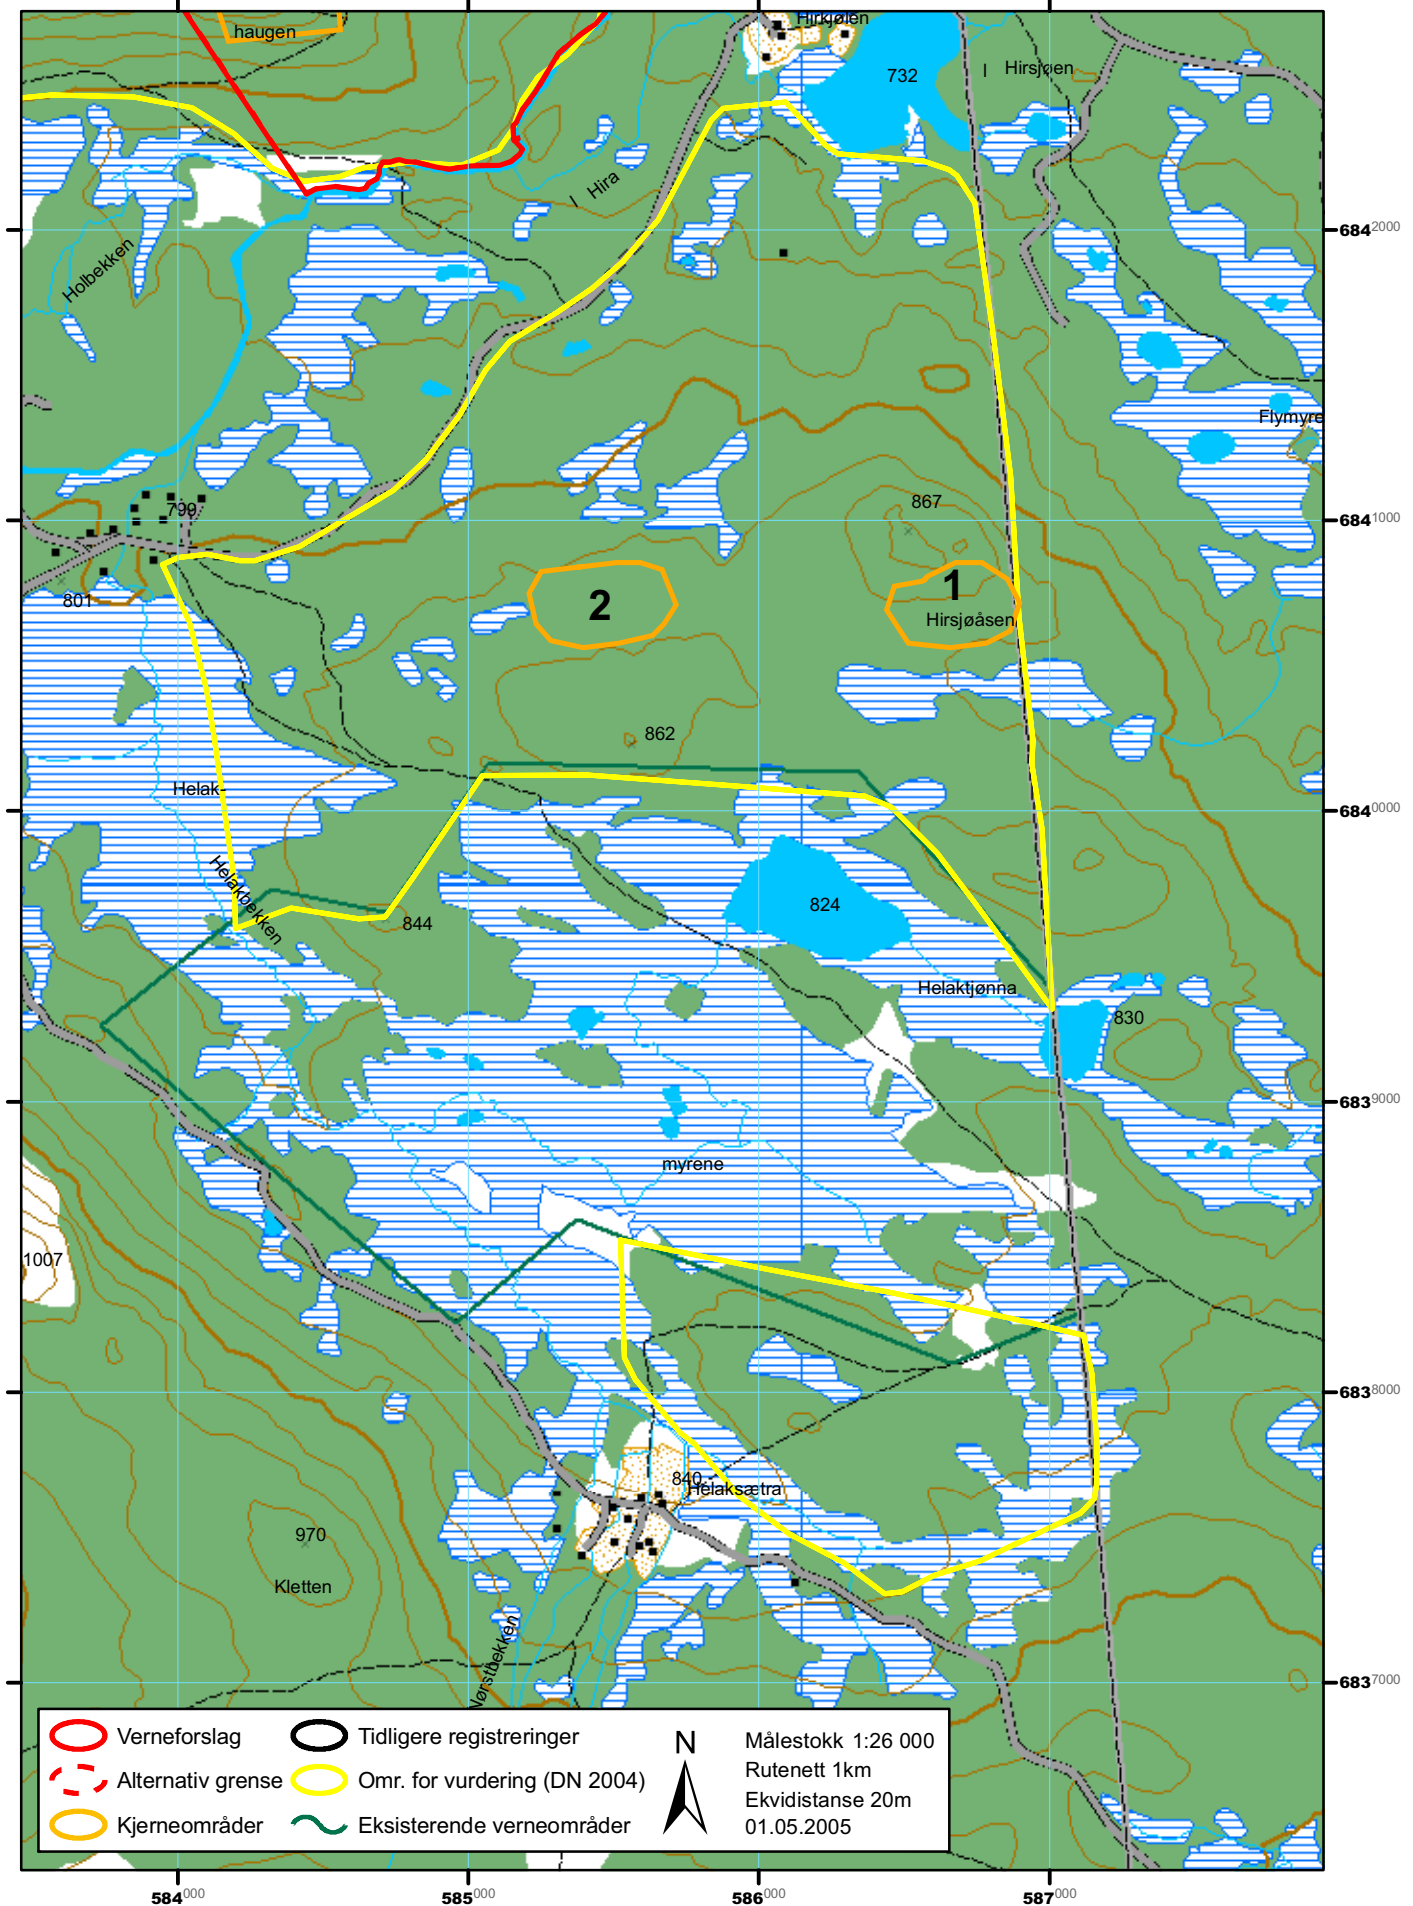 haugen
Hirkjølen
732
I Hirsjøen
I Hira
Holbekken
6842000
Flymyre
867
799
6841000
801
2
1
Hirsjøåsen
862
Helak-
6840000
Helakbekken
844
824
Helaktjønna
830
6839000
myrene
1007
6838000
840
Helaksætra
970
Kletten
Nørstbekken
6837000
Verneforslag
Tidligere registreringer
Alternativ grense
Omr. for vurdering (DN 2004)
Kjerneområder
Eksisterende verneområder
N
Målestokk 1:26 000
Rutenett 1km
Ekvidistanse 20m
01.05.2005
584000
585000
586000
587000